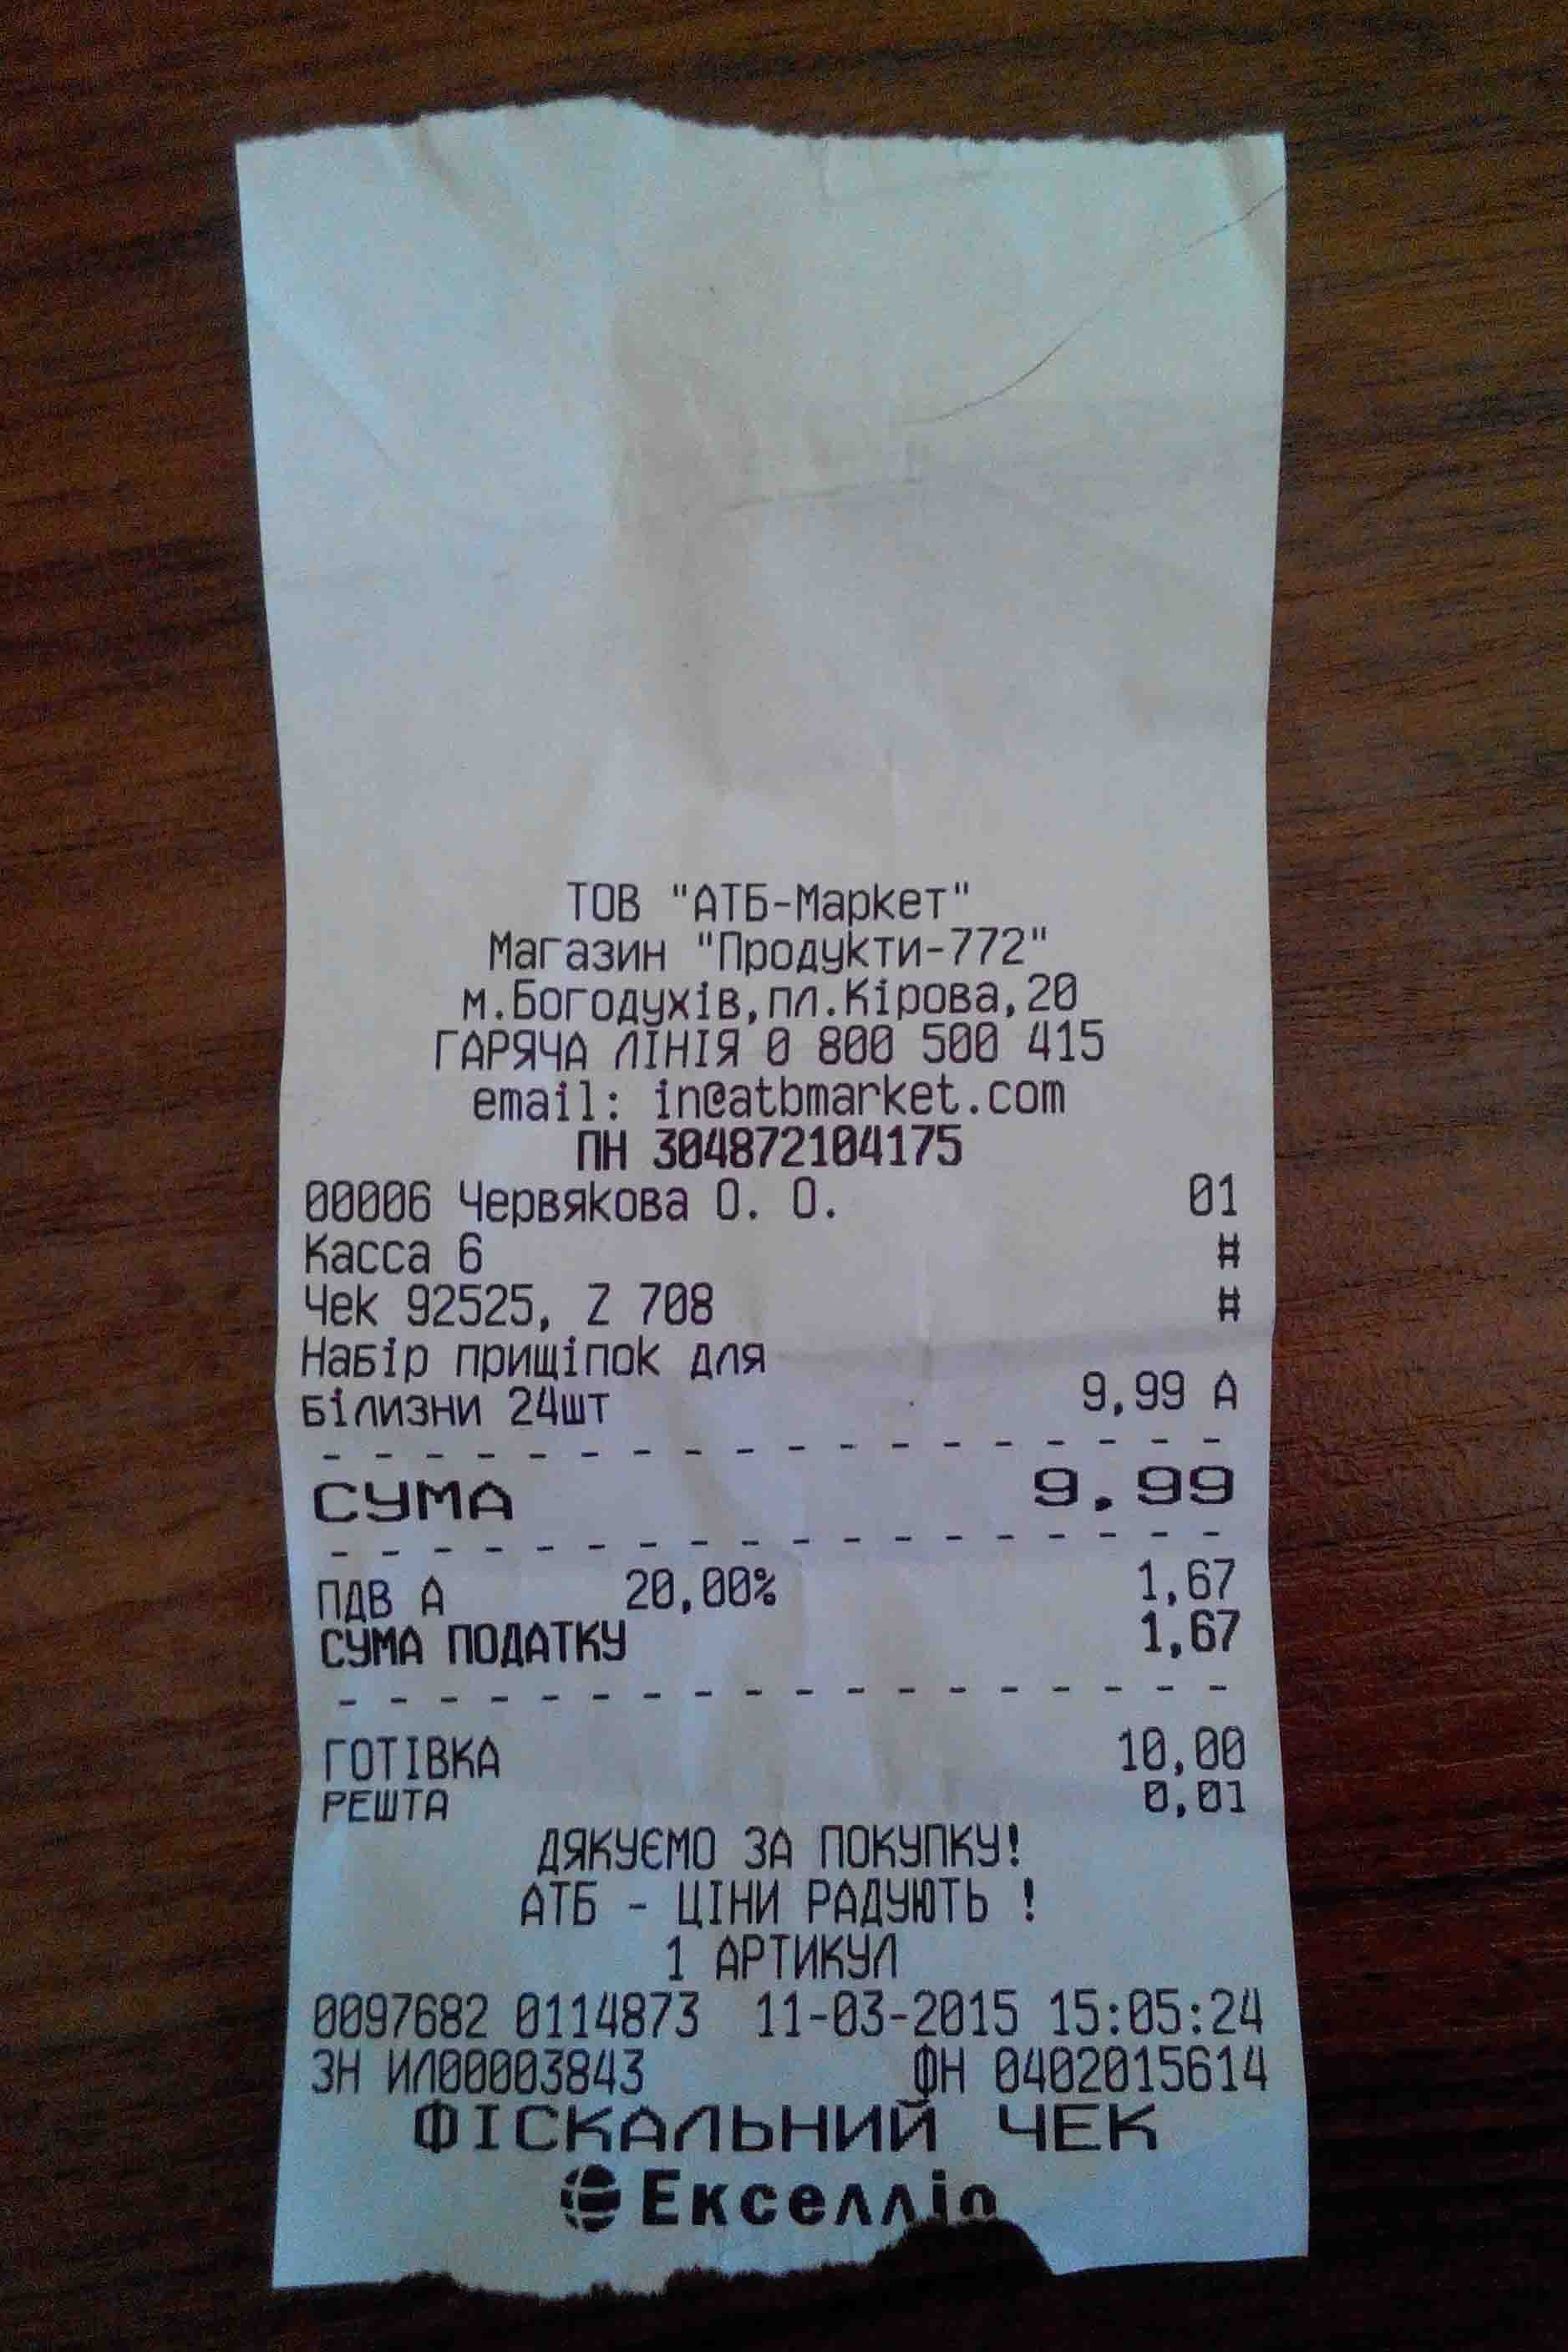 ТОВ "АТБ-Маркет"
Магазин "Продукти-772"
м.Богодухів,пл.Кірова,20
ГАРЯЧА ЛІНІЯ 0 800 500 415
email: in@atbmarket.com
ПН 304872104175
00006 Червякова О. О. 01
Касса 6 #
Чек 92525, Z 708 #
Набір прищіпок для
білизни 24шт 9,99 А
СУМА 9.99
ПДВ А 20,00% 1,67
СУМА ПОДАТКУ 1,67
ГОТІВКА 10,00
РЕШТА 0,01
ДЯКУЄМО ЗА ПОКУПКУ!
АТБ - ЦІНИ РАДУЮТЬ !
1 АРТИКУЛ
0097682 0114873 11-03-2015 15:05:24
ЗН ИЛ00003843 ФН 0402015614
ФІСКАЛЬНИЙ ЧЕК
Екселліо